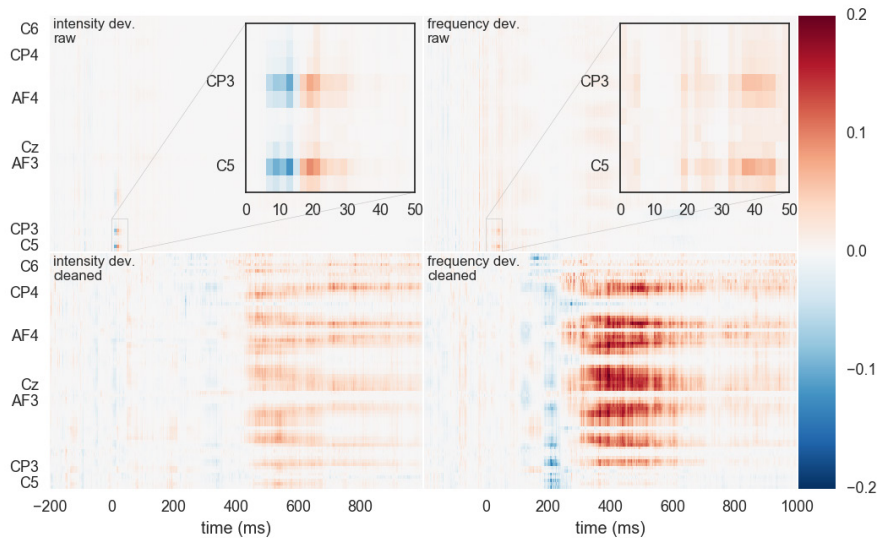 intensity dev.
raw
frequency dev.
raw
C6
CP4
AF4
Cz
AF3
CP3
C5
CP3
C5
0 10 20 30 40 50
CP3
C5
0 10 20 30 40 50
intensity dev.
cleaned
frequency dev.
cleaned
C6
CP4
AF4
Cz
AF3
CP3
C5
−200 0 200 400 600 800
time (ms)
0 200 400 600 800 1000
time (ms)
0.2
0.1
0.0
−0.1
−0.2